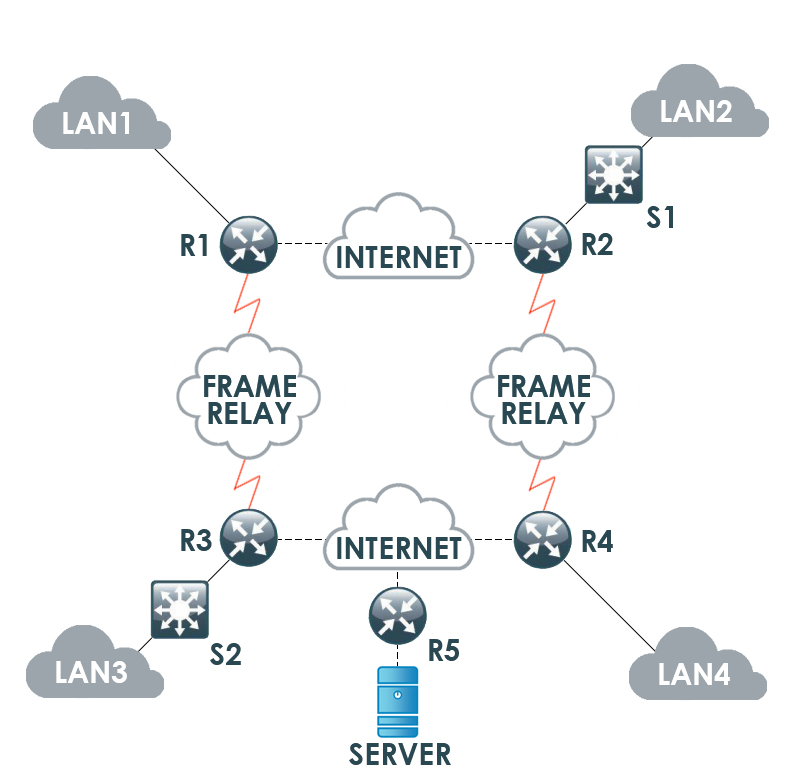 LAN1
LAN2
S1
R1
INTERNET
R2
FRAME
RELAY
FRAME
RELAY
R3
INTERNET
R4
S2
R5
LAN3
LAN4
SERVER